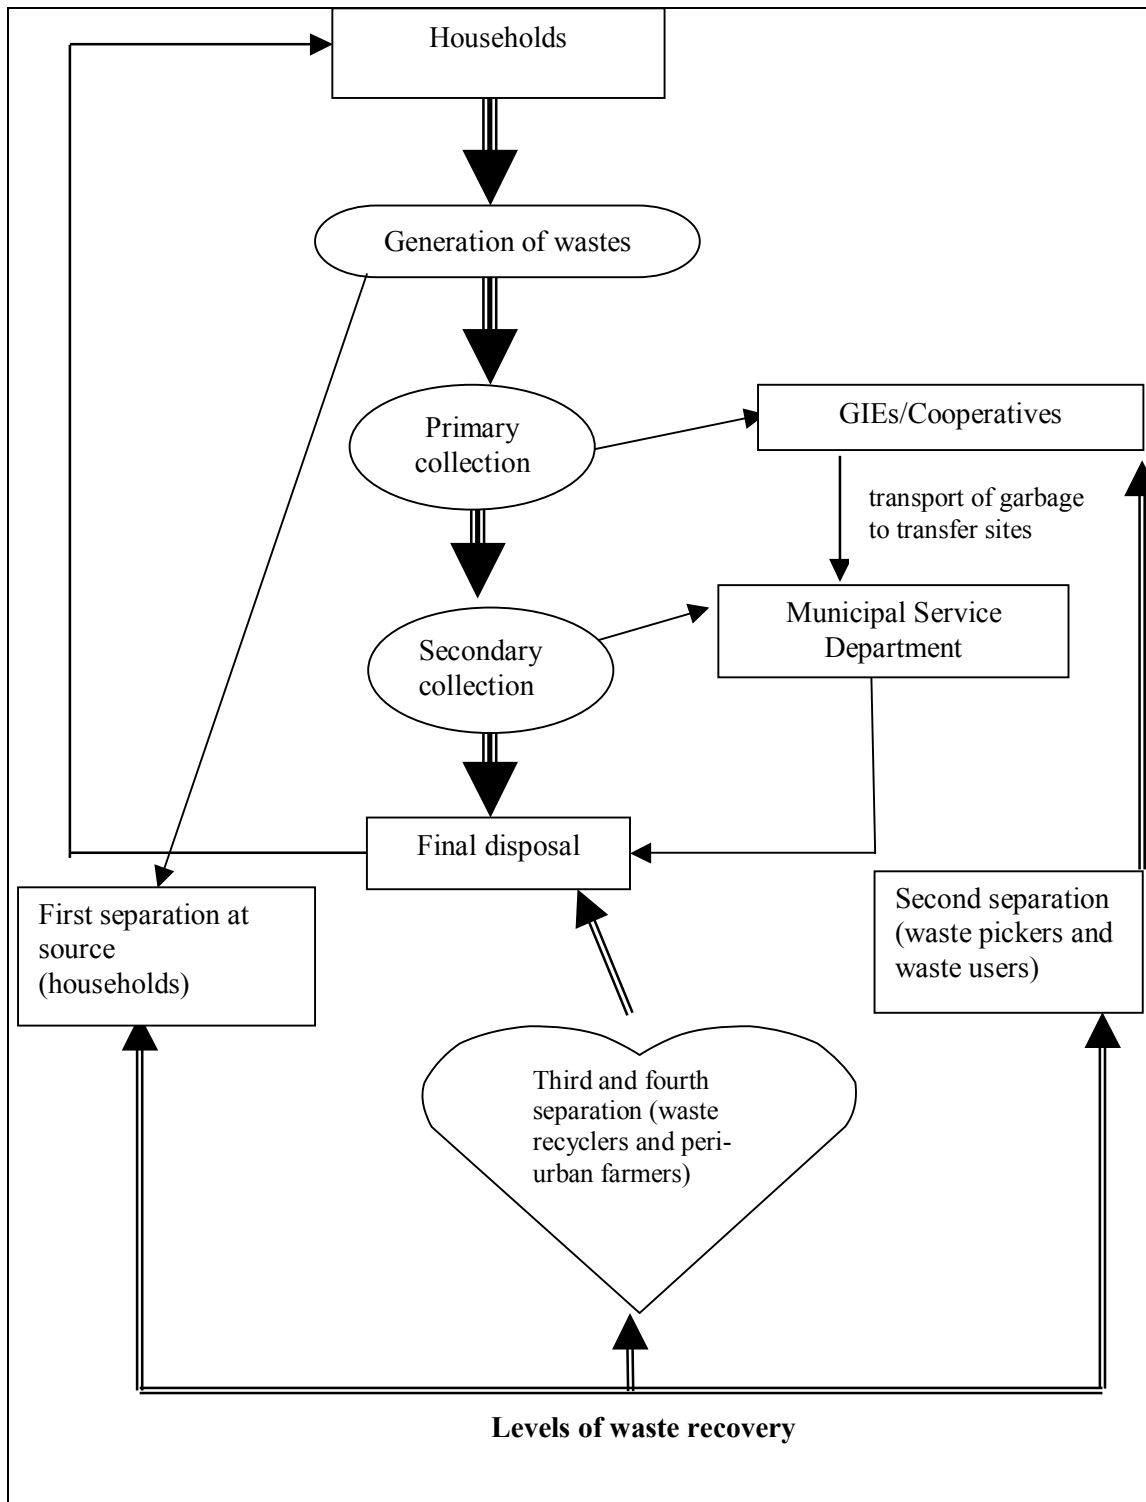 Households
Generation of wastes
Primary
collection
GIEs/Cooperatives
transport of garbage
to transfer sites
Municipal Service
Department
Secondary
collection
Final disposal
First separation at
source
(households)
Second separation
(waste pickers and
waste users)
Third and fourth
separation (waste
recyclers and peri-
urban farmers)
Levels of waste recovery